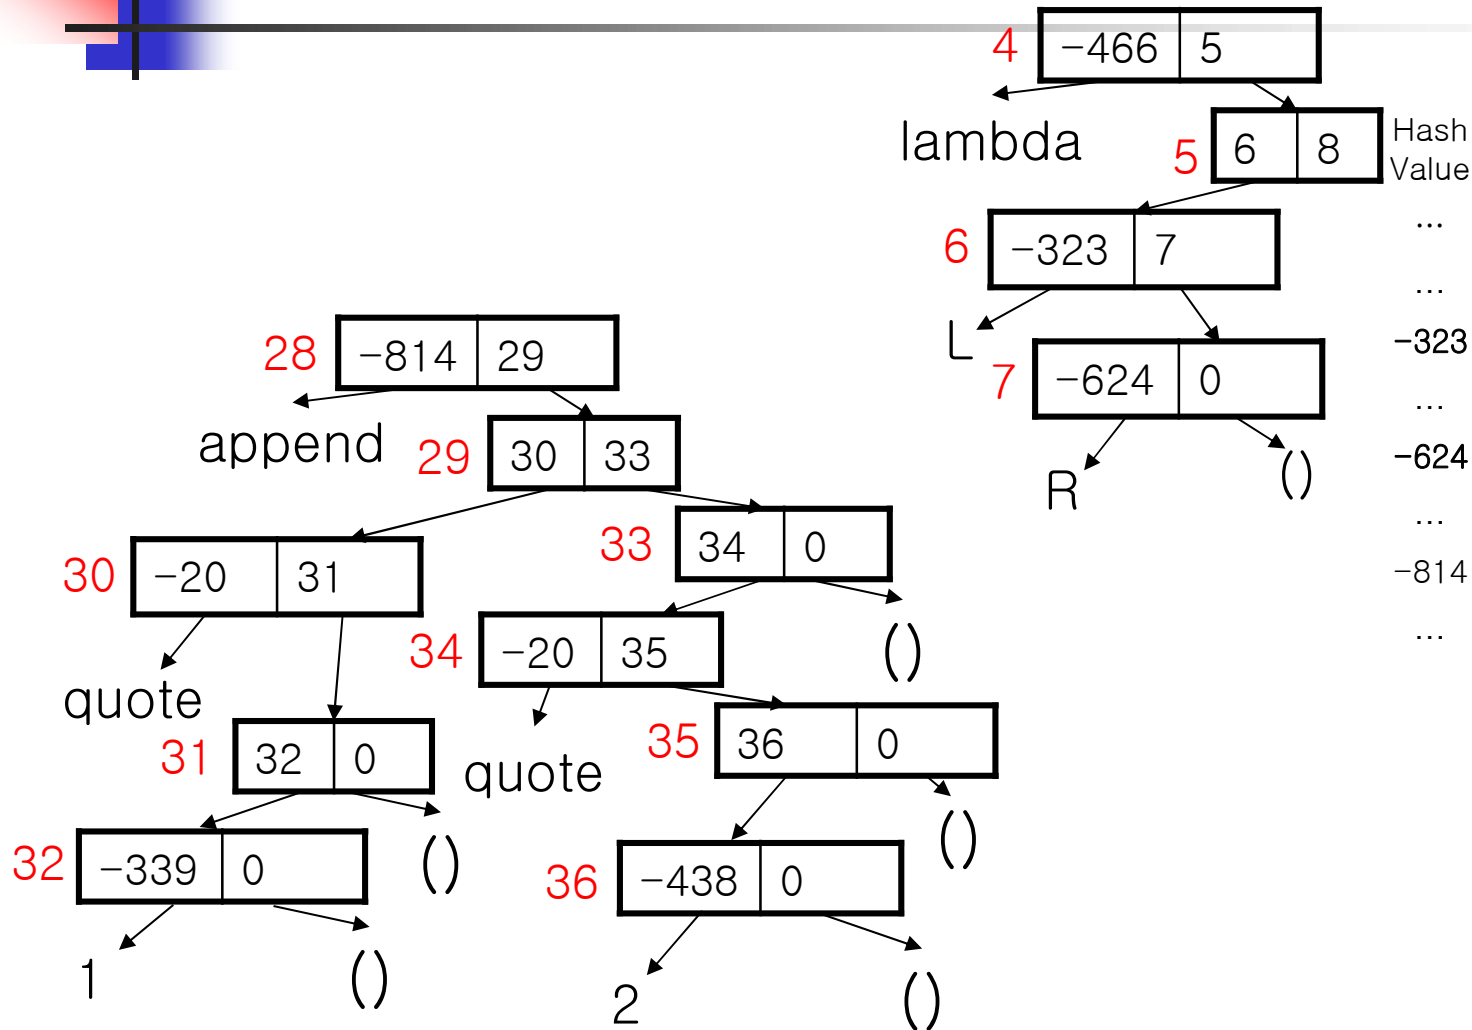 4 -466 5
lambda
5 6 8
Hash
Value
6 -323 7
...
...
L
-323
28 -814 29
7 -624 0
...
append
29 30 33
R
()
-624
33 34 0
...
30 -20 31
-814
34 -20 35
()
...
quote
31 32 0
quote
35 36 0
32 -339 0
()
()
36 -438 0
1
()
2
()